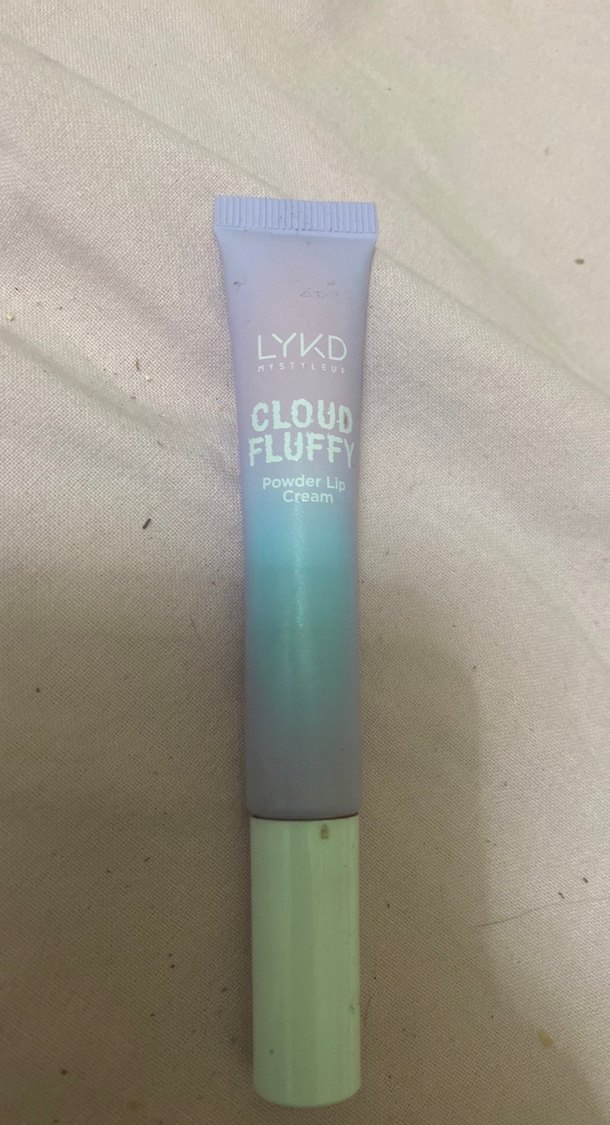 LYKD
MYSTYLEUP
CLOUD
FLUFFY
Powder Lip
Cream